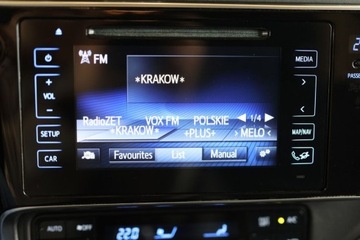 FM
MEDIA
*KRAKOW*
VOL
RadioZET VOX FM POLSKIE 1/4
*KRAKOW* +PLUS+ >MELO<
SETUP
MAP/NAV
CAR
Favourites List Manual
AUTO
22.0